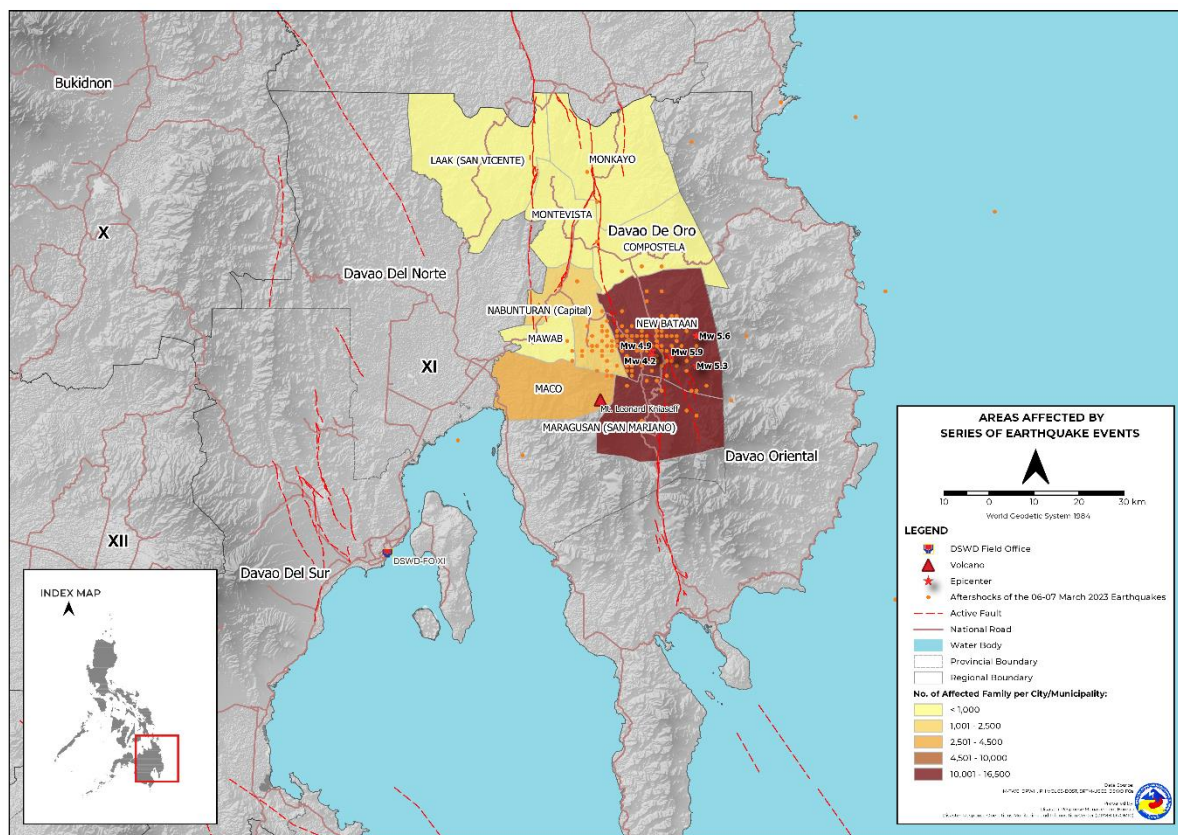 Bukidnon
LAAK (SAN VICENTE)
MONKAYO
MONTEVISTA
X
Davao De Oro
COMPOSTELA
Davao Del Norte
NABUNTURAN (Capital)
NEW BATAAN
MAWAB
Mw 5.6
Mw 4.9
Mw 5.9
Mw 4.2
Mw 5.3
XI
MACO
Mt. Leonard Kniaseff
MARAGUSAN (SAN MARIANO)
Davao Oriental
XII
DSWD-FO XI
Davao Del Sur
INDEX MAP
AREAS AFFECTED BY
SERIES OF EARTHQUAKE EVENTS
10 0 10 20 30 km
World Geodetic System 1984
LEGEND
DSWD Field Office
Volcano
Epicenter
Aftershocks of the 06-07 March 2023 Earthquakes
Active Fault
National Road
Water Body
Provincial Boundary
Regional Boundary
No. of Affected Family per City/Municipality:
< 1,000
1,001 - 2,500
2,501 - 4,500
4,501 - 10,000
10,001 - 16,500
Data Source:
Prepared by: